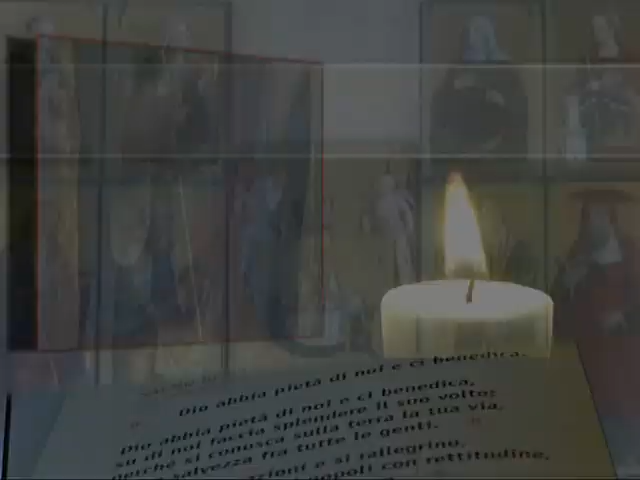 Dio abbia pietà di noi e ci benedica.
Dio abbia pietà di noi e ci benedica,
su di noi faccia splendere il suo volto;
perché si conosca sulla terra la tua via,
salvezza fra tutte le genti.
e si rallegrino,
popoli con rettitudine,